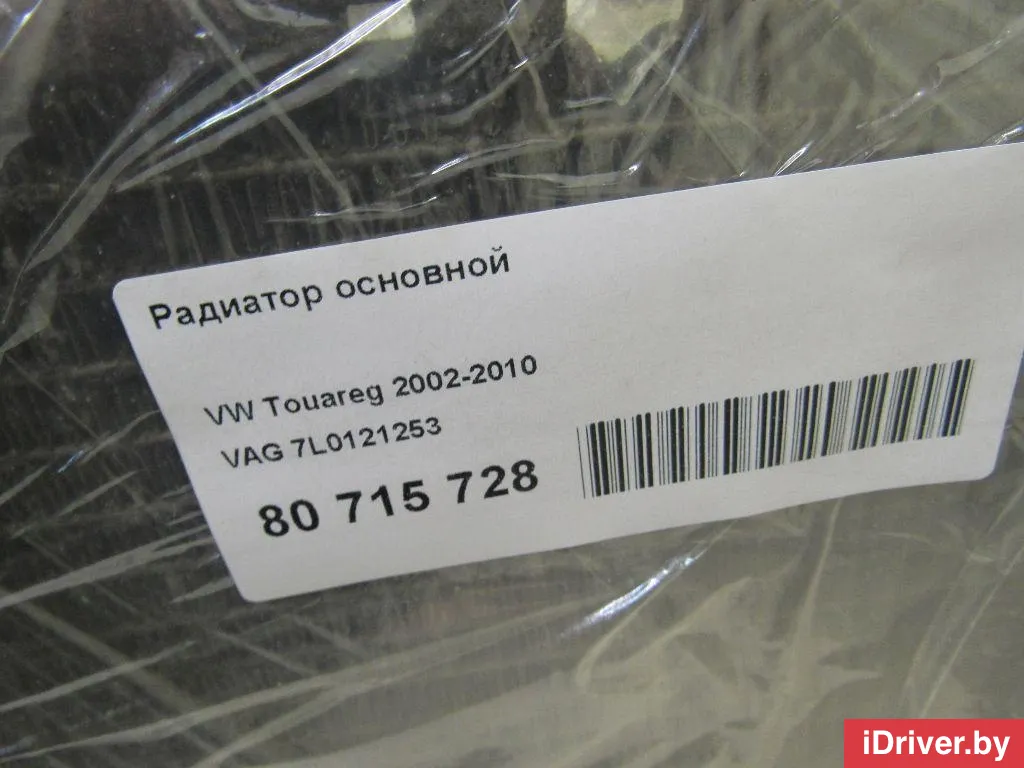 Радиатор основной
VW Touareg 2002-2010
VAG 7L0121253
80 715 728
iDriver.by